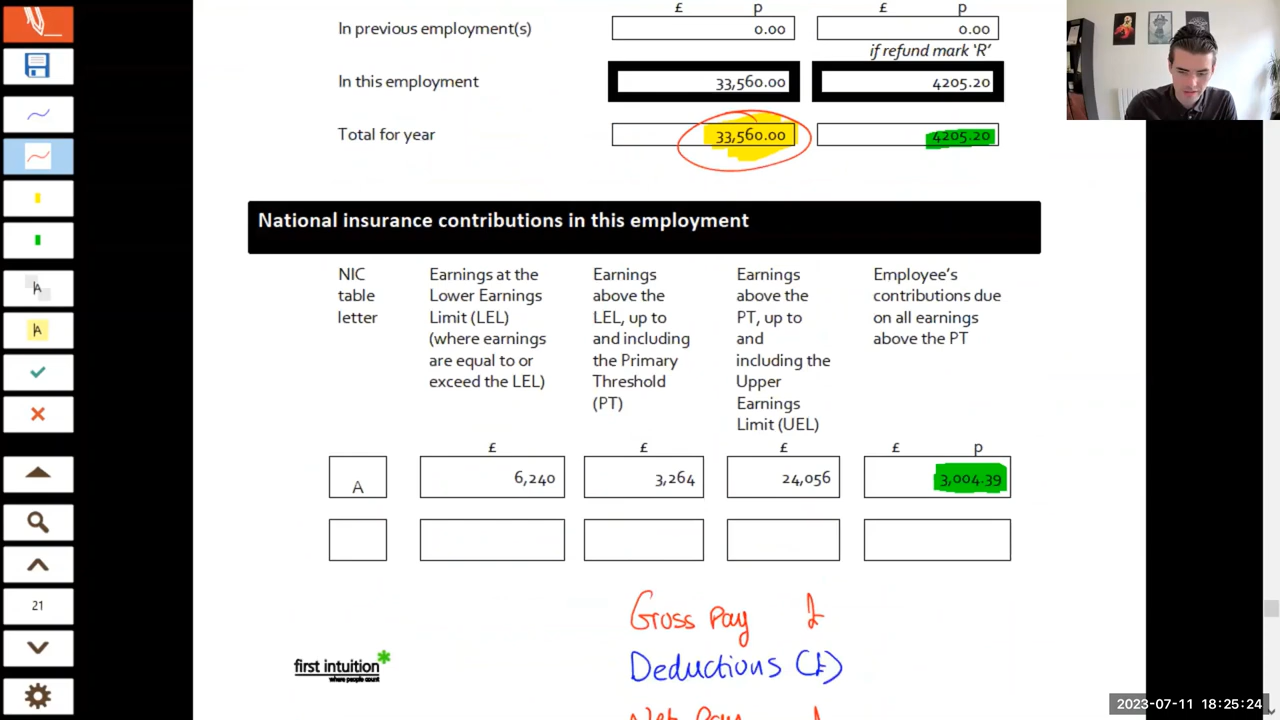 £ p £ p
In previous employment(s) 0.00 0.00
if refund mark ‘R’
In this employment 33,560.00 4205.20
Total for year 33,560.00 4205.20
National insurance contributions in this employment
NIC table letter
Earnings at the Lower Earnings Limit (LEL) (where earnings are equal to or exceed the LEL)
Earnings above the LEL, up to and including the Primary Threshold (PT)
Earnings above the PT, up to and including the Upper Earnings Limit (UEL)
Employee’s contributions due on all earnings above the PT
£ £ £ £ p
A 6,240 3,264 24,056 3,004.39
Gross Pay £
Deductions (£)
Net Pay
first intuition
where people count
A
A
21
2023-07-11 18:25:24